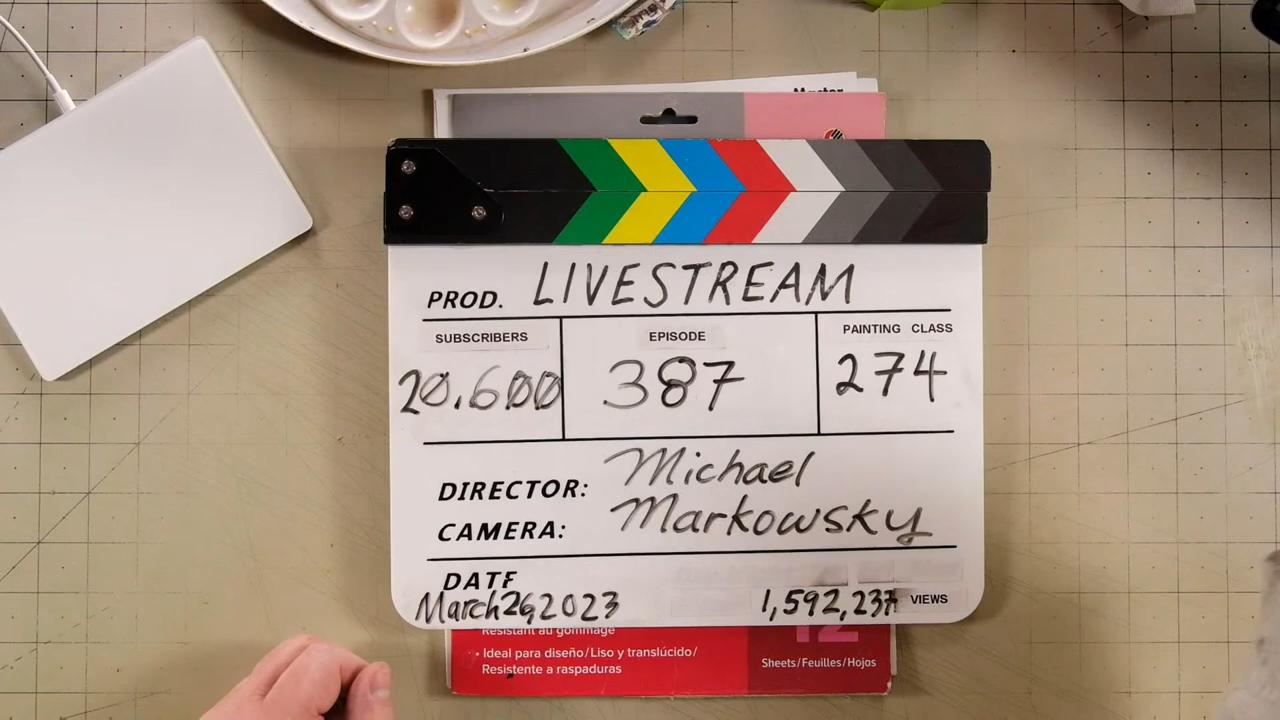 PROD. LIVESTREAM
SUBSCRIBERS EPISODE PAINTING CLASS
20,600 387 274
DIRECTOR: Michael
CAMERA: Markowsky
DATE
March 26, 2023 1,592,237 VIEWS
Resistant au gommage
• Ideal para diseño/Liso y translúcido/
Resistente a raspaduras
12
Sheets/Feuilles/Hojas